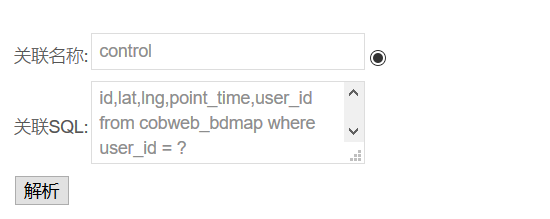 关联名称: control
关联SQL: id,lat,lng,point_time,user_id
from cobweb_bdmap where
user_id = ?
解析